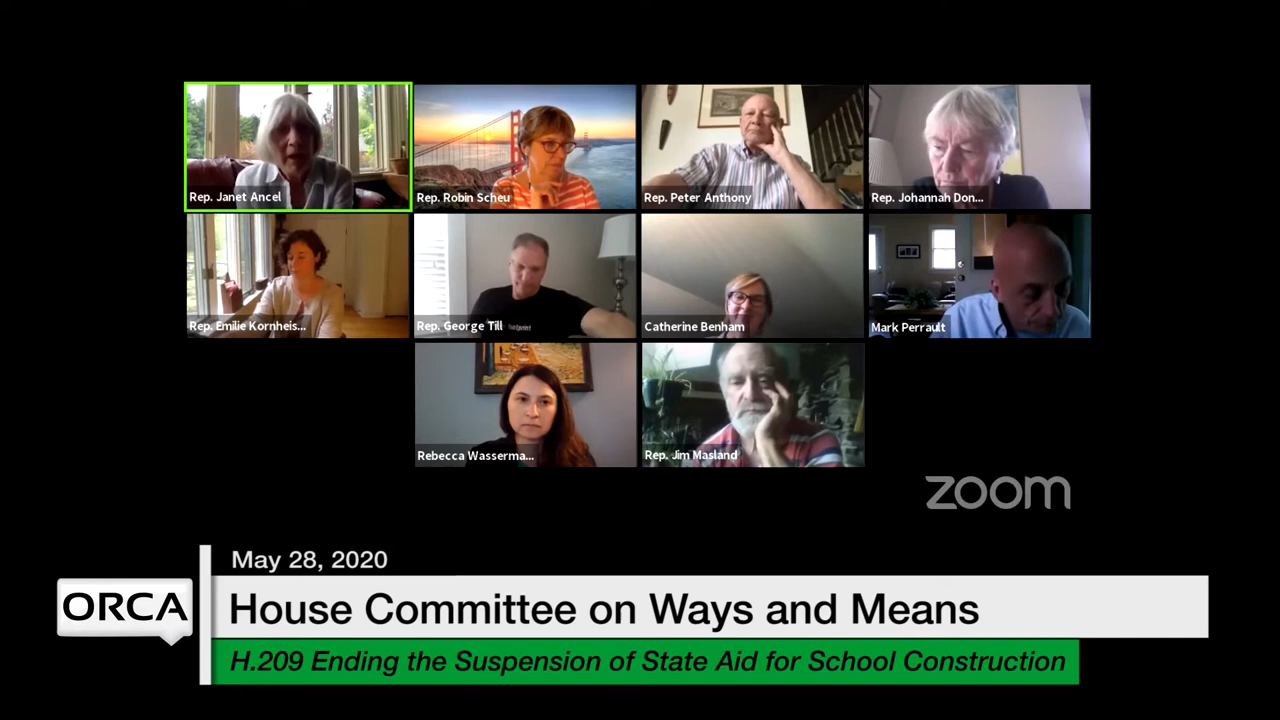 Rep. Janet Ancel
Rep. Robin Scheu
Rep. Peter Anthony
Rep. Johannah Don...
Rep. Emilie Kornheis...
Rep. George Till
Catherine Benham
Mark Perrault
Rebecca Wasserma...
Rep. Jim Masland
zoom
May 28, 2020
ORCA
House Committee on Ways and Means
H.209 Ending the Suspension of State Aid for School Construction